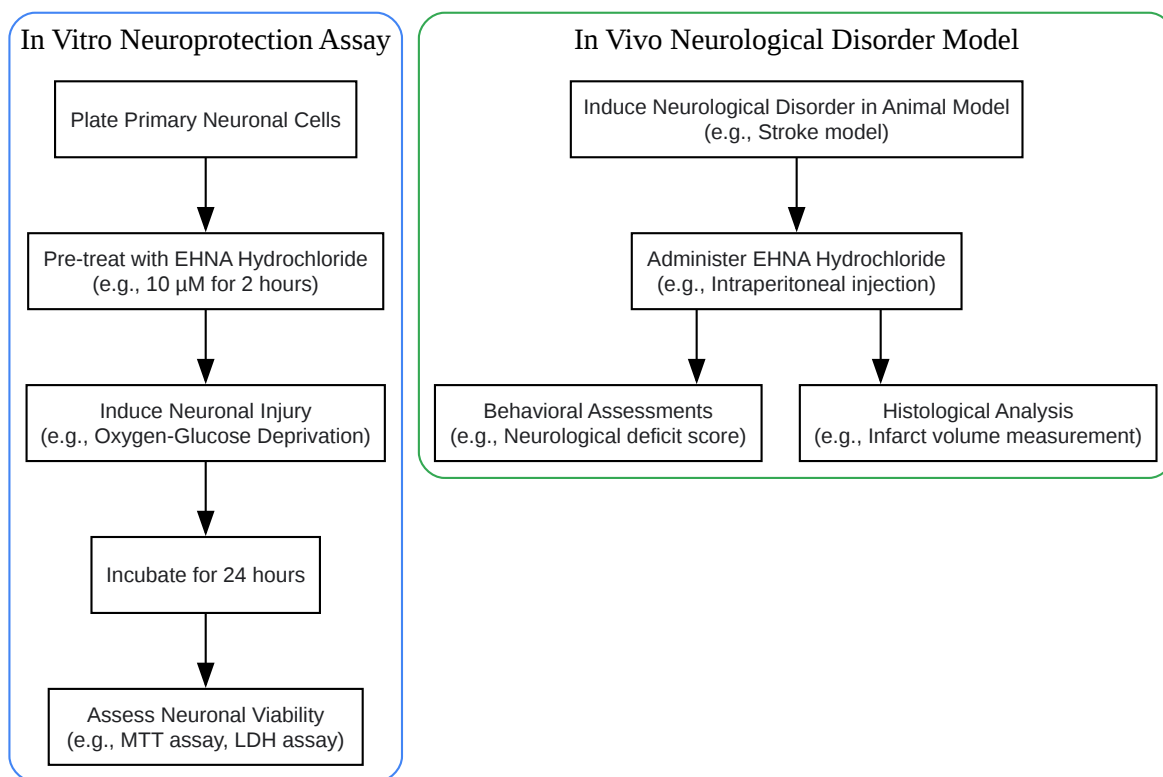 In Vitro Neuroprotection Assay
Plate Primary Neuronal Cells
Pre-treat with EHNA Hydrochloride
(e.g., 10 µM for 2 hours)
Induce Neuronal Injury
(e.g., Oxygen-Glucose Deprivation)
Incubate for 24 hours
Assess Neuronal Viability
(e.g., MTT assay, LDH assay)
In Vivo Neurological Disorder Model
Induce Neurological Disorder in Animal Model
(e.g., Stroke model)
Administer EHNA Hydrochloride
(e.g., Intraperitoneal injection)
Behavioral Assessments
(e.g., Neurological deficit score)
Histological Analysis
(e.g., Infarct volume measurement)